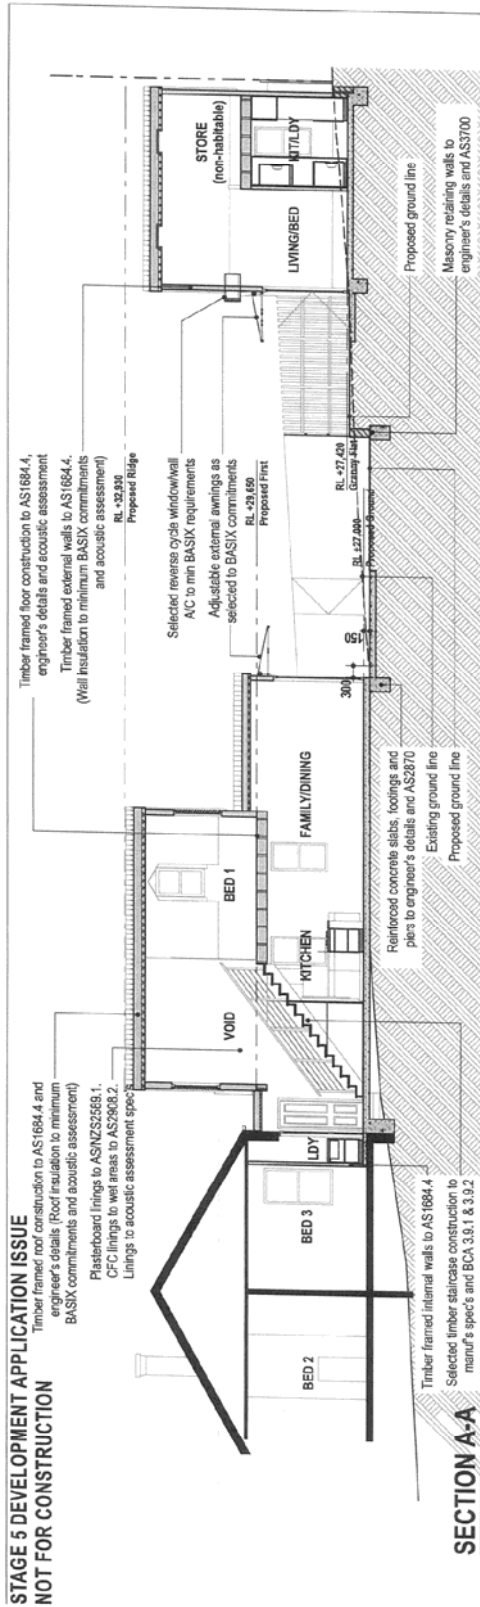 STAGE 5 DEVELOPMENT APPLICATION ISSUE
NOT FOR CONSTRUCTION
Timber framed roof construction to AS1684.4 and
engineer's details (Roof insulation to minimum
BASIX commitments and acoustic assessment)
Plasterboard linings to AS/NZS2589.1.
CFC linings to wet areas to AS2908.2.
Linings to acoustic assessment spec's
Timber framed floor construction to AS1684.4,
engineer's details and acoustic assessment
Timber framed external walls to AS1684.4.
(Wall insulation to minimum BASIX commitments
and acoustic assessment)
RL +32,930
Proposed Ridge
Selected reverse cycle window/wall
A/C to min BASIX requirements
Adjustable external awnings as
selected to BASIX commitments
RL +29,650
Proposed First
STORE
(non-habitable)
KIT/LDY
LIVING/BED
BED 1
VOID
FAMILY/DINING
KITCHEN
LDY
BED 3
BED 2
RL +27,420
Granny Flat
RL +27,000
Proposed Ground
300
150
Proposed ground line
Masonry retaining walls to
engineer's details and AS3700
Reinforced concrete slabs, footings and
piers to engineer's details and AS2870
Existing ground line
Proposed ground line
Timber framed internal walls to AS1684.4
Selected timber staircase construction to
manuf's spec's and BCA 3.9.1 & 3.9.2
SECTION A-A